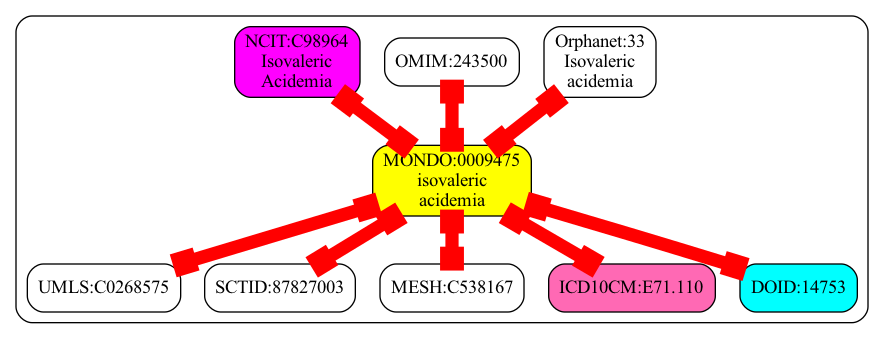 NCIT:C98964
Isovaleric
Acidemia
OMIM:243500
Orphanet:33
Isovaleric
acidemia
MONDO:0009475
isovaleric
acidemia
UMLS:C0268575
SCTID:87827003
MESH:C538167
ICD10CM:E71.110
DOID:14753